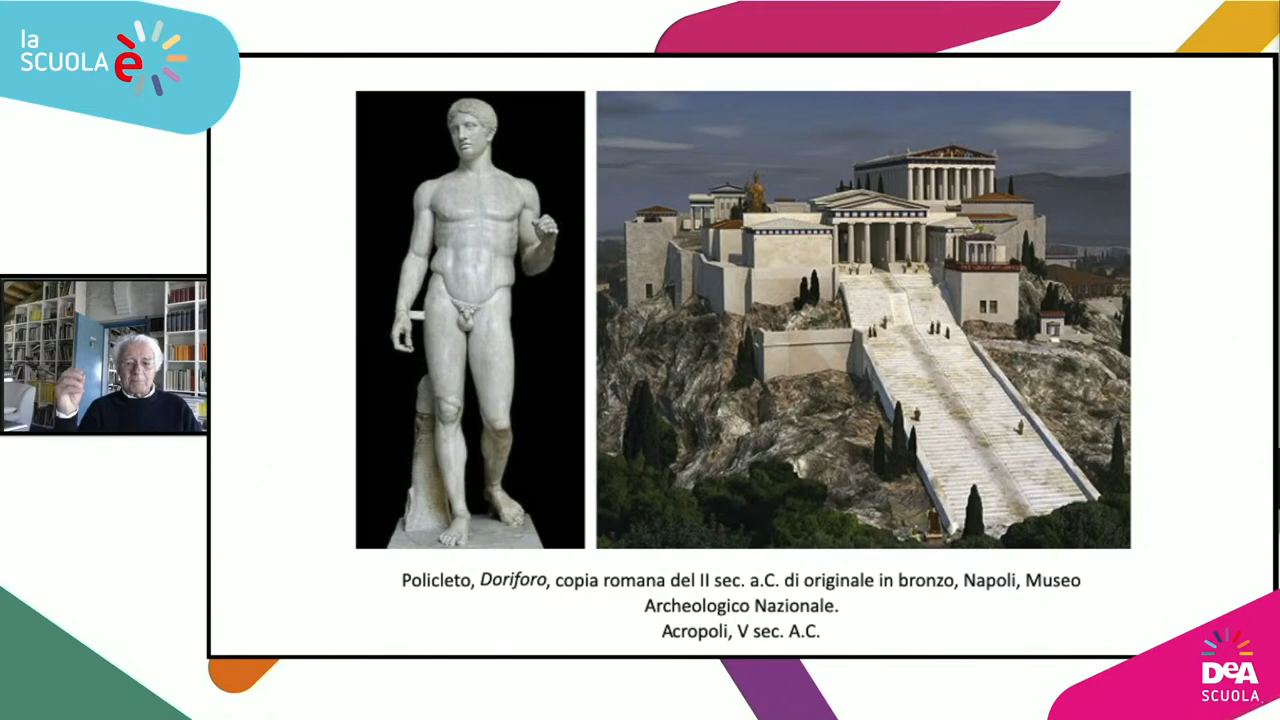 la
SCUOLA è
Policleto, Doriforo, copia romana del II sec. a.C. di originale in bronzo, Napoli, Museo
Archeologico Nazionale.
Acropoli, V sec. A.C.
DeA
SCUOLA